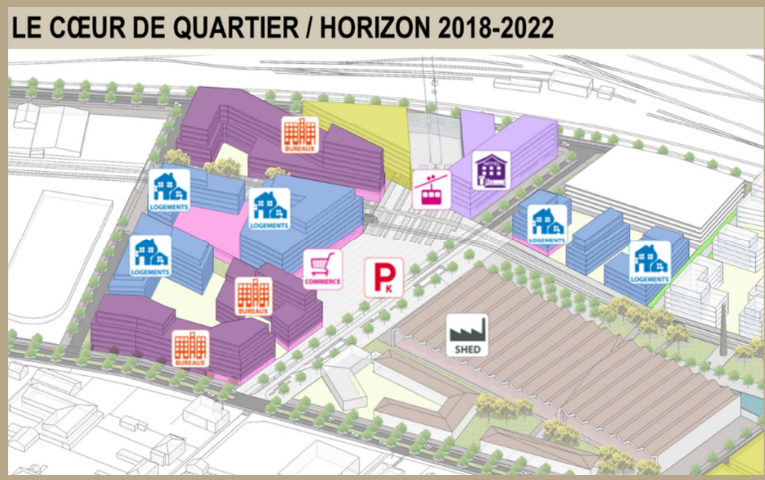 LE CŒUR DE QUARTIER / HORIZON 2018-2022
BUREAUX
LOGEMENTS
LOGEMENTS
LOGEMENTS
LOGEMENTS
LOGEMENTS
COMMERCE
P
K
BUREAUX
BUREAUX
SHED